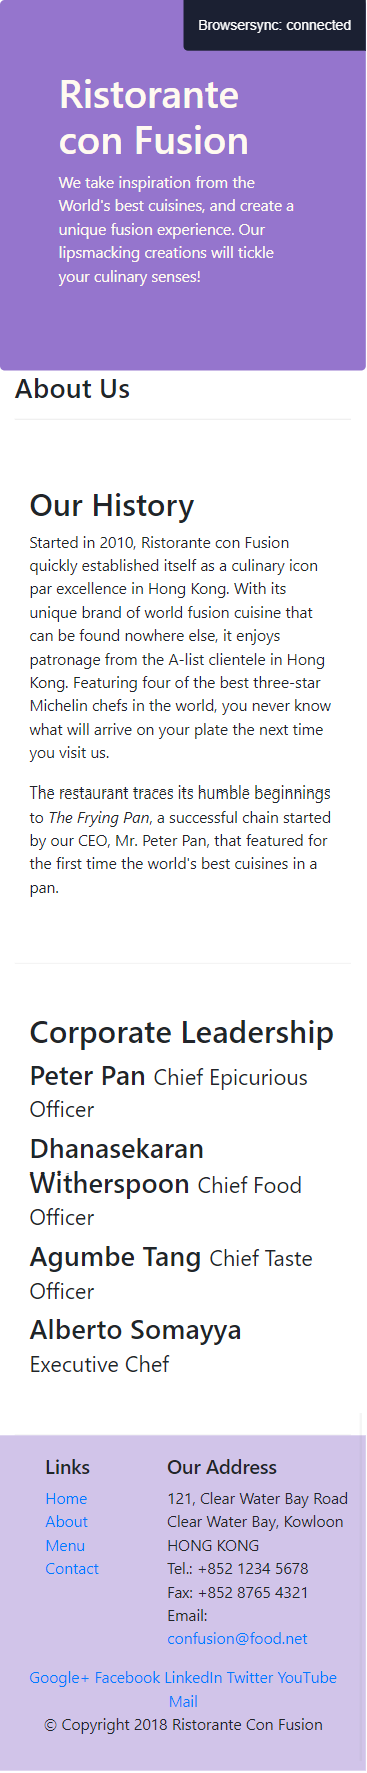 Browsersync: connected
Ristorante
con Fusion
We take inspiration from the
World's best cuisines, and create a
unique fusion experience. Our
lipsmacking creations will tickle
your culinary senses!
About Us
Our History
Started in 2010, Ristorante con Fusion
quickly established itself as a culinary icon
par excellence in Hong Kong. With its
unique brand of world fusion cuisine that
can be found nowhere else, it enjoys
patronage from the A-list clientele in Hong
Kong. Featuring four of the best three-star
Michelin chefs in the world, you never know
what will arrive on your plate the next time
you visit us.
The restaurant traces its humble beginnings
to The Frying Pan, a successful chain started
by our CEO, Mr. Peter Pan, that featured for
the first time the world's best cuisines in a
pan.
Corporate Leadership
Peter Pan Chief Epicurious
Officer
Dhanasekaran
Witherspoon Chief Food
Officer
Agumbe Tang Chief Taste
Officer
Alberto Somayya
Executive Chef
Links
Home
About
Menu
Contact
Our Address
121, Clear Water Bay Road
Clear Water Bay, Kowloon
HONG KONG
Tel.: +852 1234 5678
Fax: +852 8765 4321
Email:
confusion@food.net
Google+ Facebook LinkedIn Twitter YouTube
Mail
© Copyright 2018 Ristorante Con Fusion